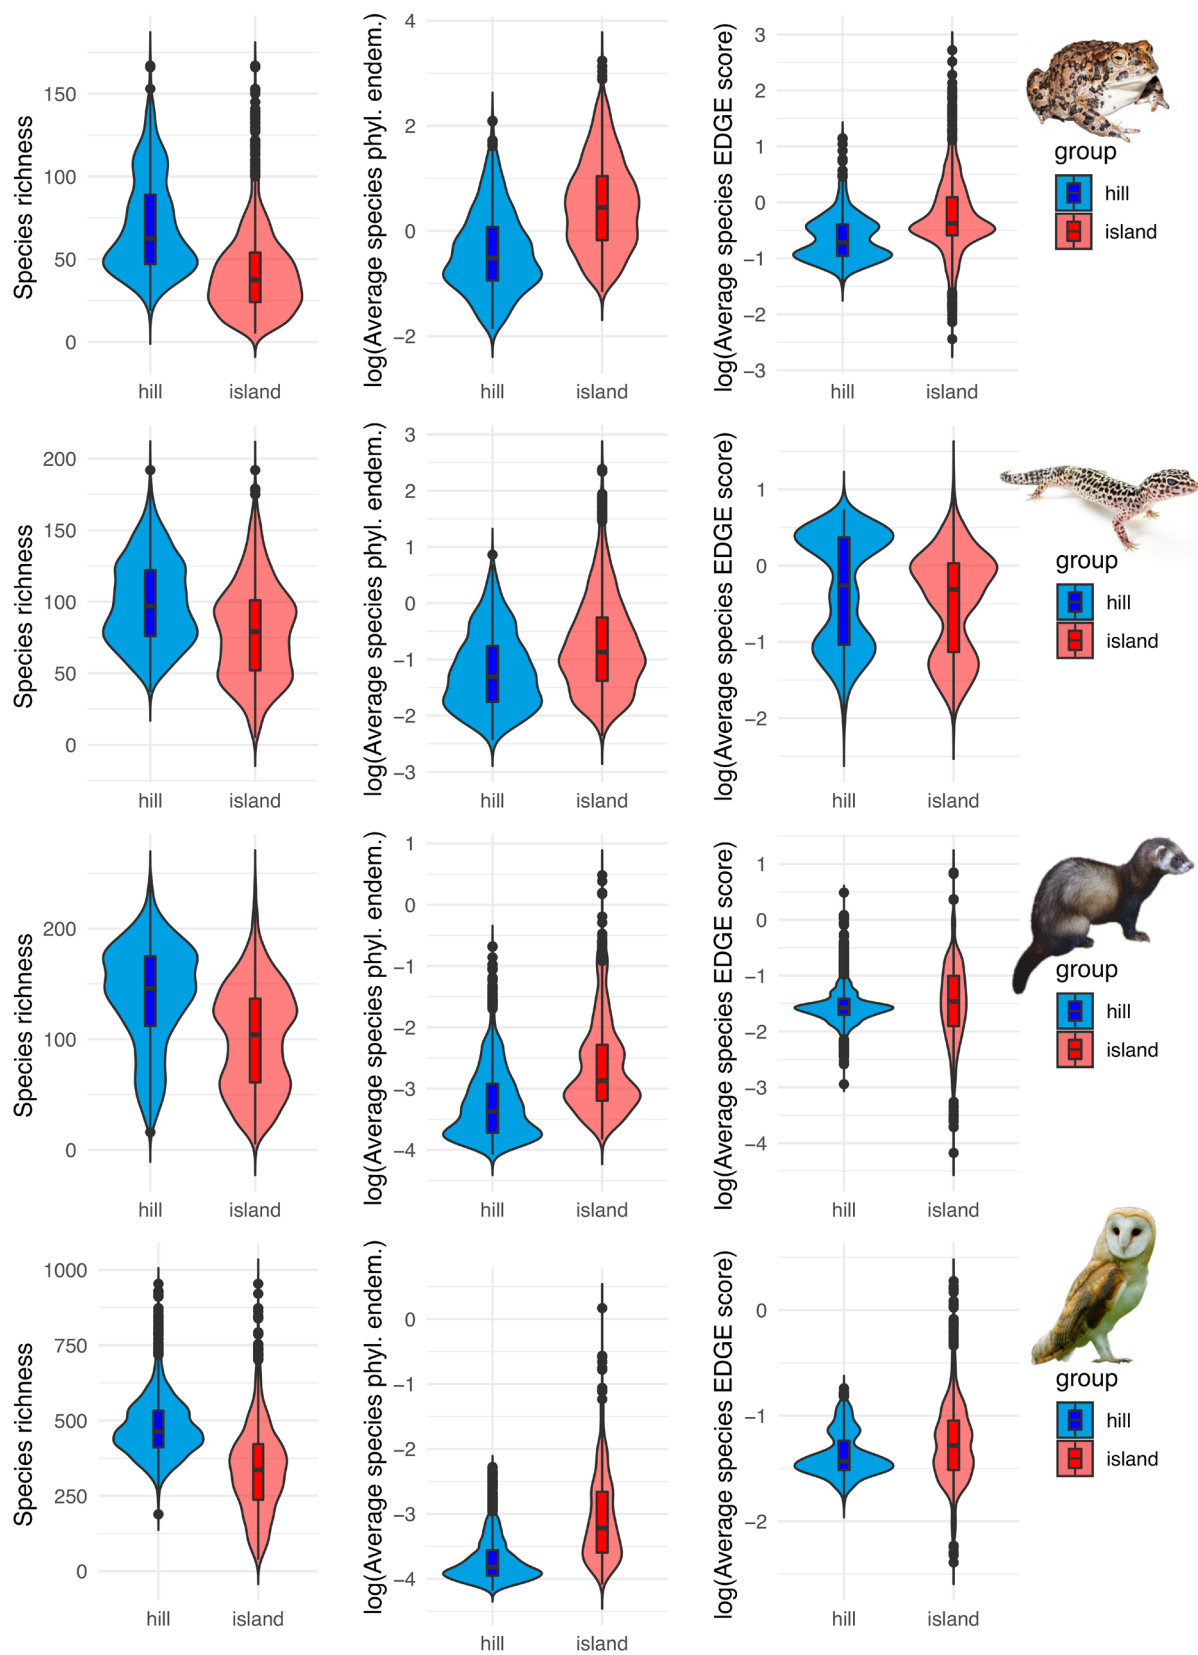 Species richness
150
100
50
0
hill island
log(Average species phyl. endem.)
4
2
0
−2
hill island
log(Average species EDGE score)
3
2
1
0
−1
−2
−3
hill island
group
hill
island
Species richness
200
150
100
50
0
hill island
log(Average species phyl. endem.)
3
2
1
0
−1
−2
−3
hill island
log(Average species EDGE score)
1
0
−1
−2
hill island
group
hill
island
Species richness
200
100
0
hill island
log(Average species phyl. endem.)
1
0
−1
−2
−3
−4
hill island
log(Average species EDGE score)
1
0
−1
−2
−3
−4
hill island
group
hill
island
Species richness
1000
750
500
250
0
hill island
log(Average species phyl. endem.)
0
−1
−2
−3
−4
hill island
log(Average species EDGE score)
0
−1
−2
hill island
group
hill
island